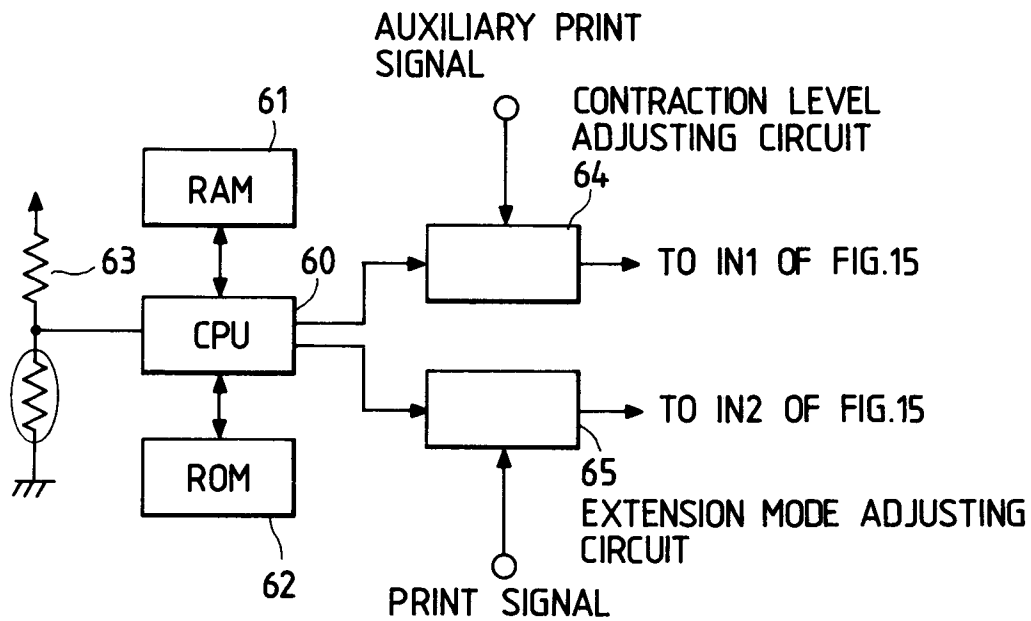 AUXILIARY PRINT
SIGNAL
CONTRACTION LEVEL
ADJUSTING CIRCUIT
61
64
RAM
63
60
TO IN1 OF FIG.15
CPU
TO IN2 OF FIG.15
ROM
65
EXTENSION MODE ADJUSTING
CIRCUIT
62
PRINT SIGNAL